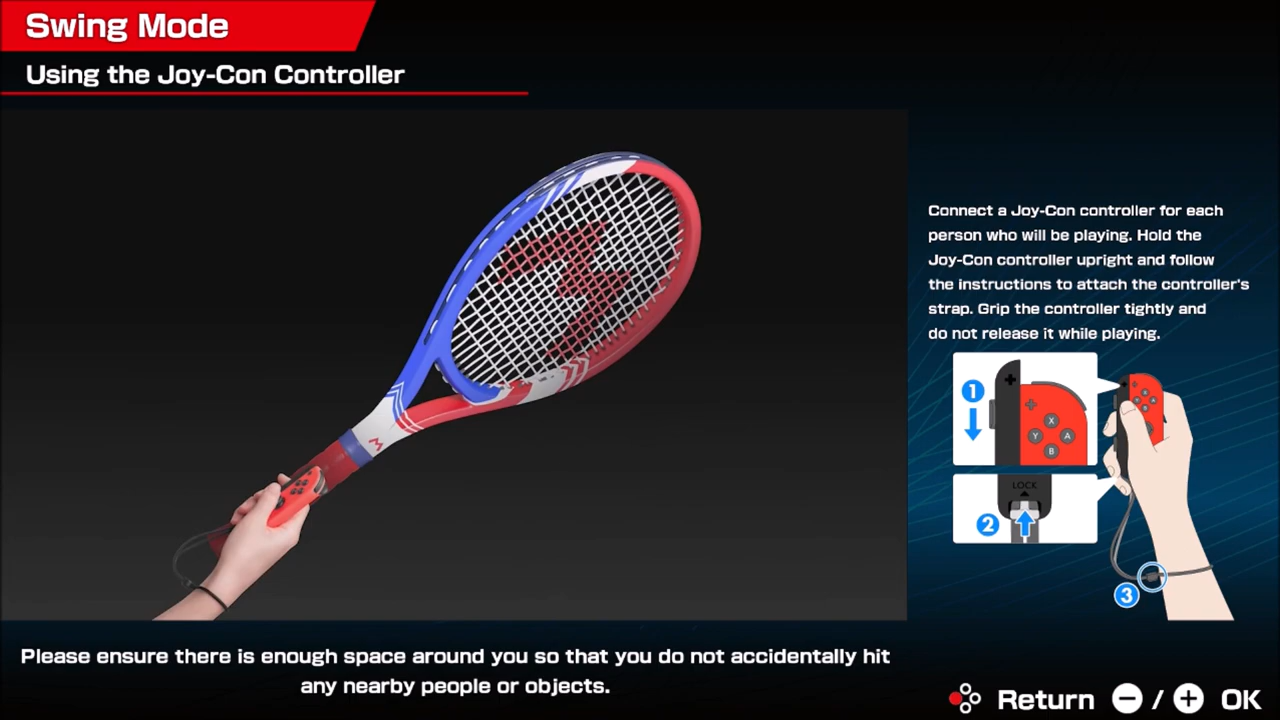 Swing Mode
Using the Joy-Con Controller
M
Connect a Joy-Con controller for each
person who will be playing. Hold the
Joy-Con controller upright and follow
the instructions to attach the controller's
strap. Grip the controller tightly and
do not release it while playing.
1
X
Y
A
B
LOCK
2
3
Please ensure there is enough space around you so that you do not accidentally hit
any nearby people or objects.
Return - / + OK